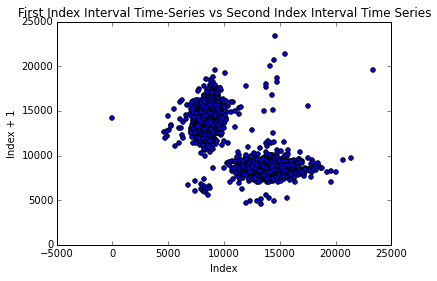 First Index Interval Time-Series vs Second Index Interval Time Series
25000
20000
15000
10000
5000
0
Index + 1
−5000 0 5000 10000 15000 20000 25000
Index